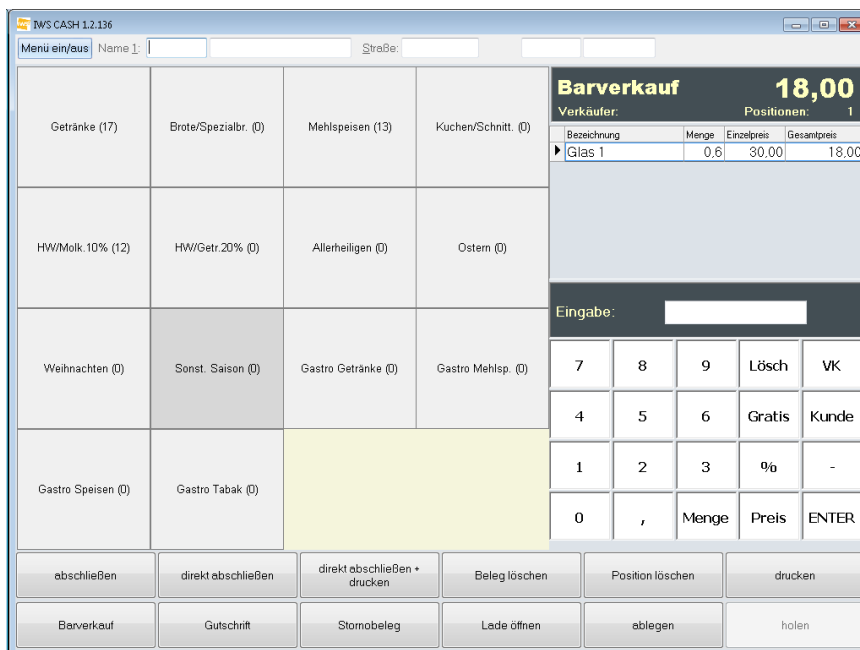 IWS CASH 1.2.136
Menü ein/aus Name 1: Straße:
Getränke (17) Brote/Spezialbr. (0) Mehlspeisen (13) Kuchen/Schnitt. (0)
HW/Molk.10% (12) HW/Getr.20% (0) Allerheiligen (0) Ostern (0)
Weihnachten (0) Sonst. Saison (0) Gastro Getränke (0) Gastro Mehlsp. (0)
Gastro Speisen (0) Gastro Tabak (0)
Barverkauf 18,00
Verkäufer: Positionen: 1
Bezeichnung Menge Einzelpreis Gesamtpreis
Glas 1 0,6 30,00 18,00
Eingabe:
7 8 9 Lösch VK
4 5 6 Gratis Kunde
1 2 3 % -
0 , Menge Preis ENTER
abschließen direkt abschließen direkt abschließen +
drucken Beleg löschen Position löschen drucken
Barverkauf Gutschrift Stornobeleg Lade öffnen ablegen holen